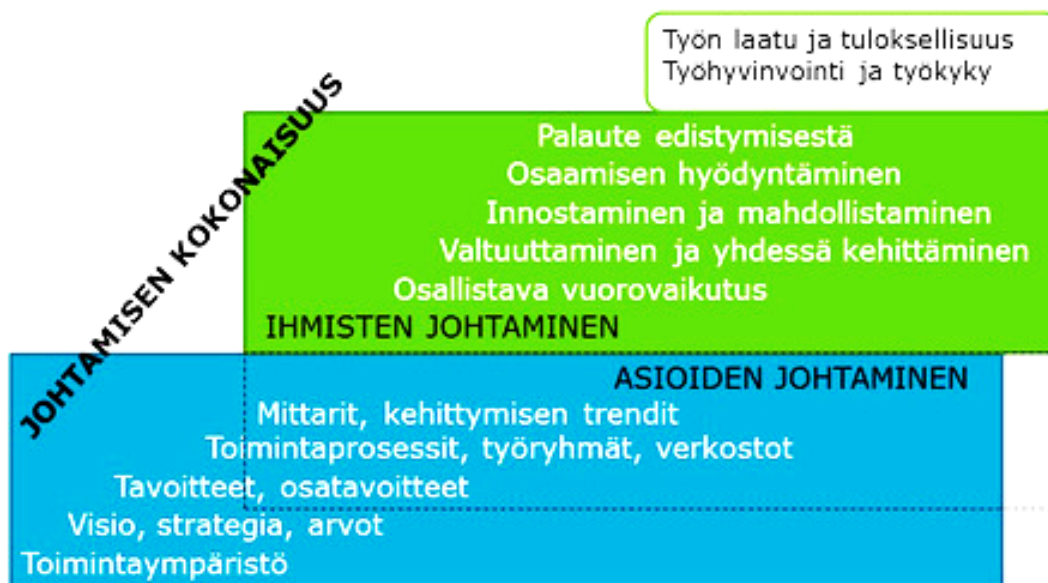 Työn laatu ja tuloksellisuus
Työhyvinvointi ja työkyky
JOHTAMISEN KOKONAISUUS
Palaute edistymisestä
Osaamisen hyödyntäminen
Innostaminen ja mahdollistaminen
Valtuuttaminen ja yhdessä kehittäminen
Osallistava vuorovaikutus
IHMISTEN JOHTAMINEN
ASIOIDEN JOHTAMINEN
Mittarit, kehittymisen trendit
Toimintaprosessit, työryhmät, verkostot
Tavoitteet, osatavoitteet
Visio, strategia, arvot
Toimintaympäristö